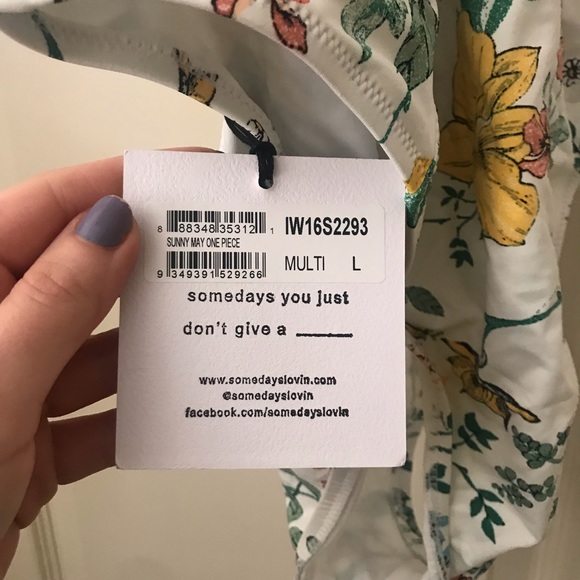 8 88348 35312 1
IW16S2293
SUNNY MAY ONE PIECE
9 349391 529266
MULTI L
somedays you just
don't give a ______
www.somedayslovin.com
@somedayslovin
facebook.com/somedayslovin